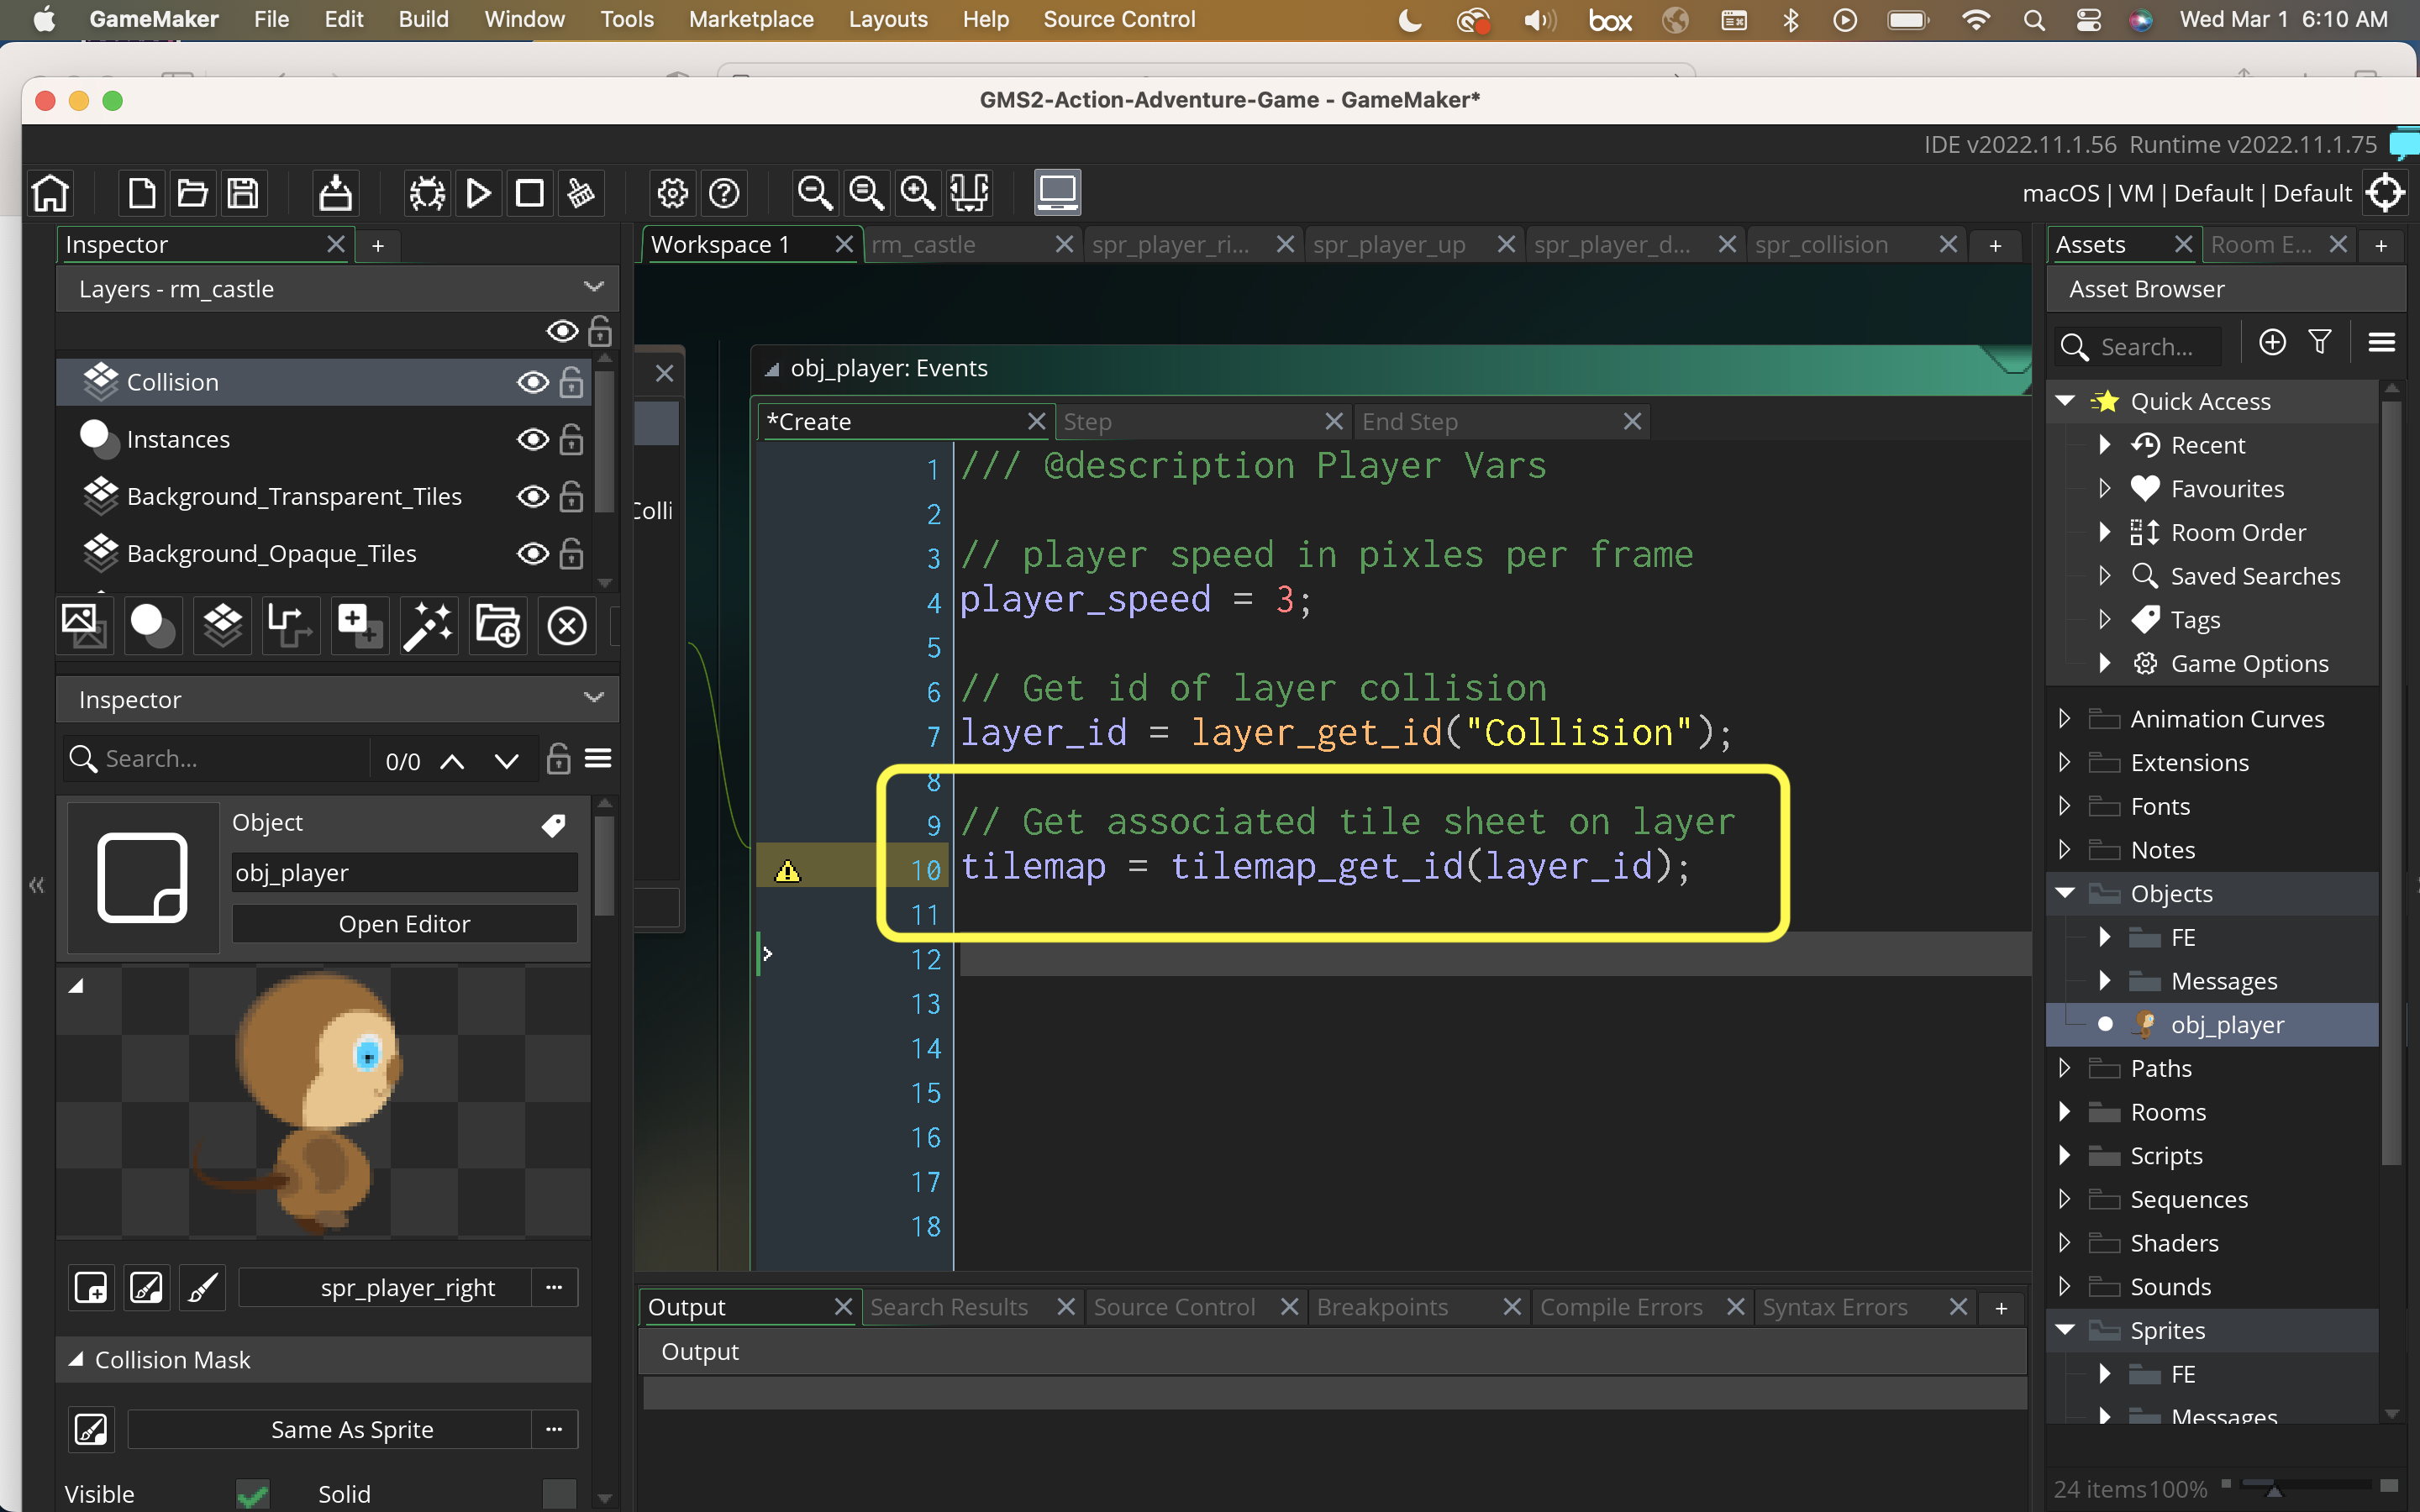 GameMaker File Edit Build Window Tools Marketplace Layouts Help Source Control box Wed Mar 1 6:10 AM
GMS2-Action-Adventure-Game - GameMaker*
IDE v2022.11.1.56 Runtime v2022.11.1.75
macOS | VM | Default | Default
Inspector
Layers - rm_castle
Collision
Instances
Background_Transparent_Tiles
Background_Opaque_Tiles
Inspector
Search...
0/0
Object
obj_player
Open Editor
spr_player_right
...
Collision Mask
Same As Sprite
...
Visible
Solid
Workspace 1 rm_castle spr_player_ri... spr_player_up spr_player_d... spr_collision
Colli
obj_player: Events
*Create Step End Step
1 /// @description Player Vars
2
3 // player speed in pixles per frame
4 player_speed = 3;
5
6 // Get id of layer collision
7 layer_id = layer_get_id("Collision");
8
9 // Get associated tile sheet on layer
10 tilemap = tilemap_get_id(layer_id);
11
12
13
14
15
16
17
18
Output Search Results Source Control Breakpoints Compile Errors Syntax Errors
Output
Assets Room E...
Asset Browser
Search...
Quick Access
Recent
Favourites
Room Order
Saved Searches
Tags
Game Options
Animation Curves
Extensions
Fonts
Notes
Objects
FE
Messages
obj_player
Paths
Rooms
Scripts
Sequences
Shaders
Sounds
Sprites
FE
Messages
24 items 100%